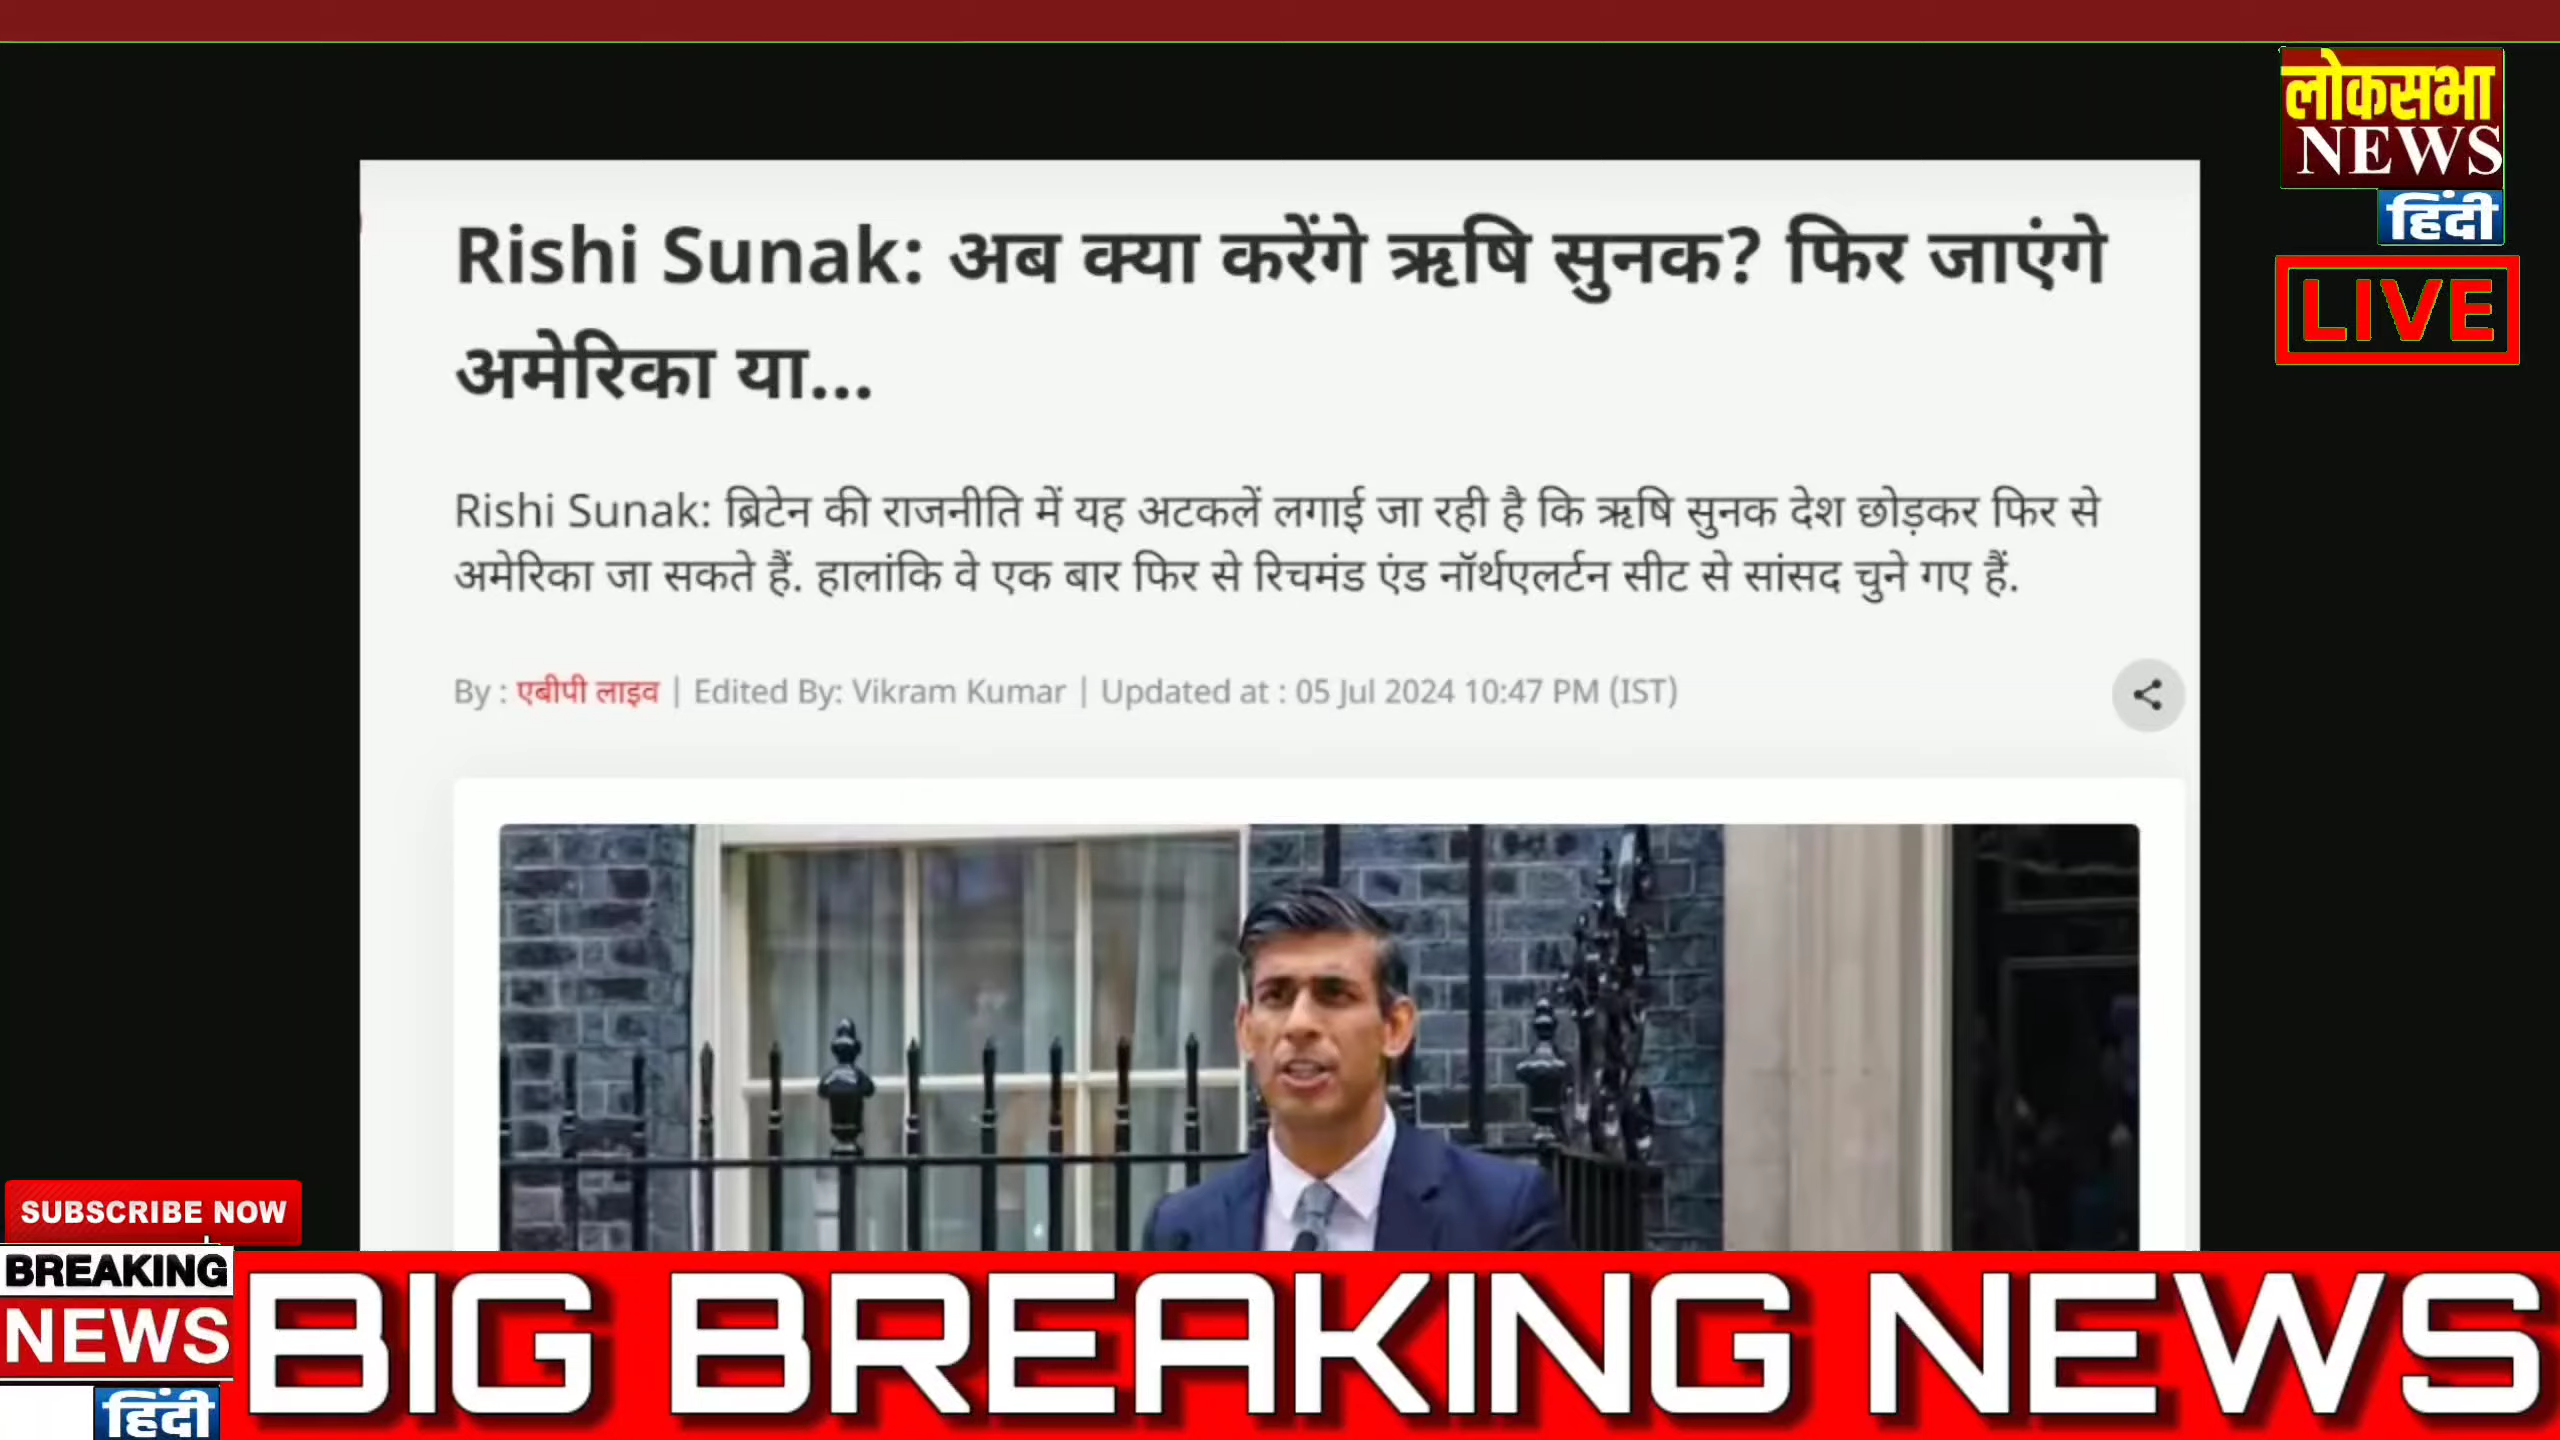 लोकसभा
NEWS
हिंदी
LIVE
Rishi Sunak: अब क्या करेंगे ऋषि सुनक? फिर जाएंगे
अमेरिका या...
Rishi Sunak: ब्रिटेन की राजनीति में यह अटकलें लगाई जा रही है कि ऋषि सुनक देश छोड़कर फिर से
अमेरिका जा सकते हैं. हालांकि वे एक बार फिर से रिचमंड एंड नॉर्थएलर्टन सीट से सांसद चुने गए हैं.
By : एबीपी लाइव | Edited By: Vikram Kumar | Updated at : 05 Jul 2024 10:47 PM (IST)
SUBSCRIBE NOW
BREAKING
NEWS
हिंदी
BIG BREAKING NEWS